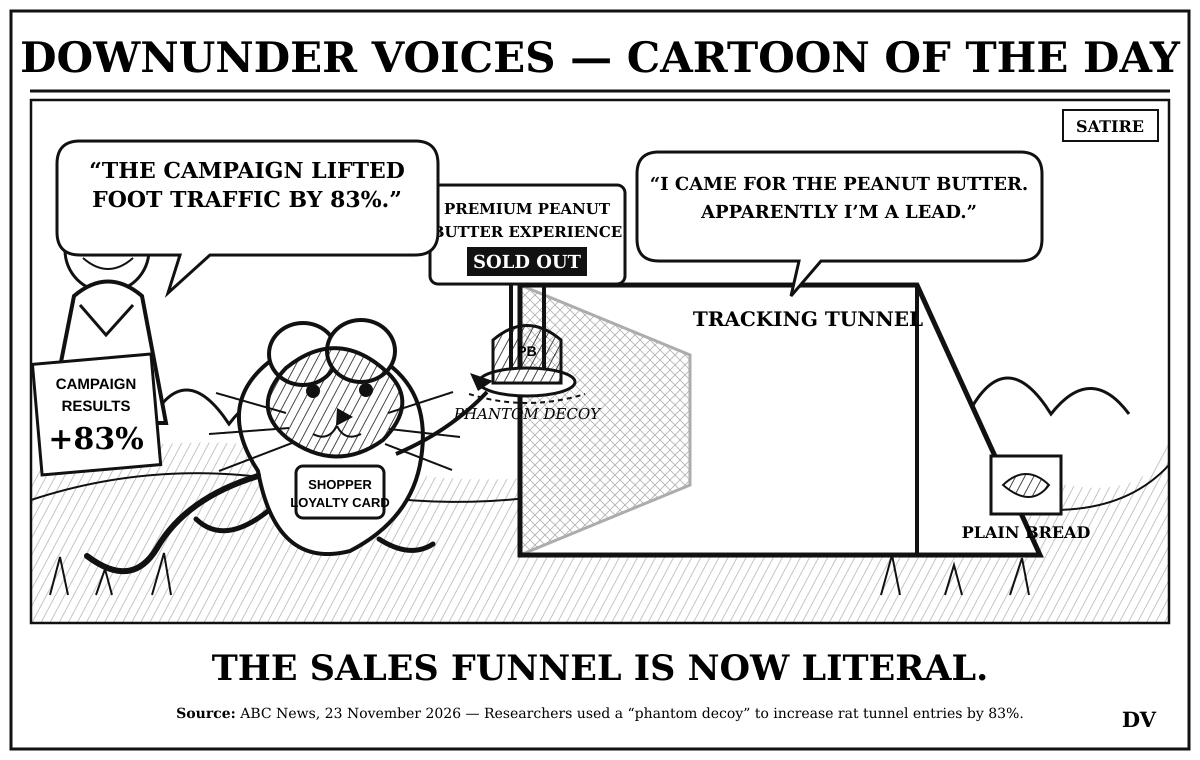 DOWNUNDER VOICES — CARTOON OF THE DAY
SATIRE
“THE CAMPAIGN LIFTED
FOOT TRAFFIC BY 83%.”
PREMIUM PEANUT
BUTTER EXPERIENCE
SOLD OUT
“I CAME FOR THE PEANUT BUTTER.
APPARENTLY I’M A LEAD.”
TRACKING TUNNEL
PB
PHANTOM DECOY
CAMPAIGN
RESULTS
+83%
SHOPPER
LOYALTY CARD
PLAIN BREAD
THE SALES FUNNEL IS NOW LITERAL.
Source: ABC News, 23 November 2026 — Researchers used a “phantom decoy” to increase rat tunnel entries by 83%.
DV